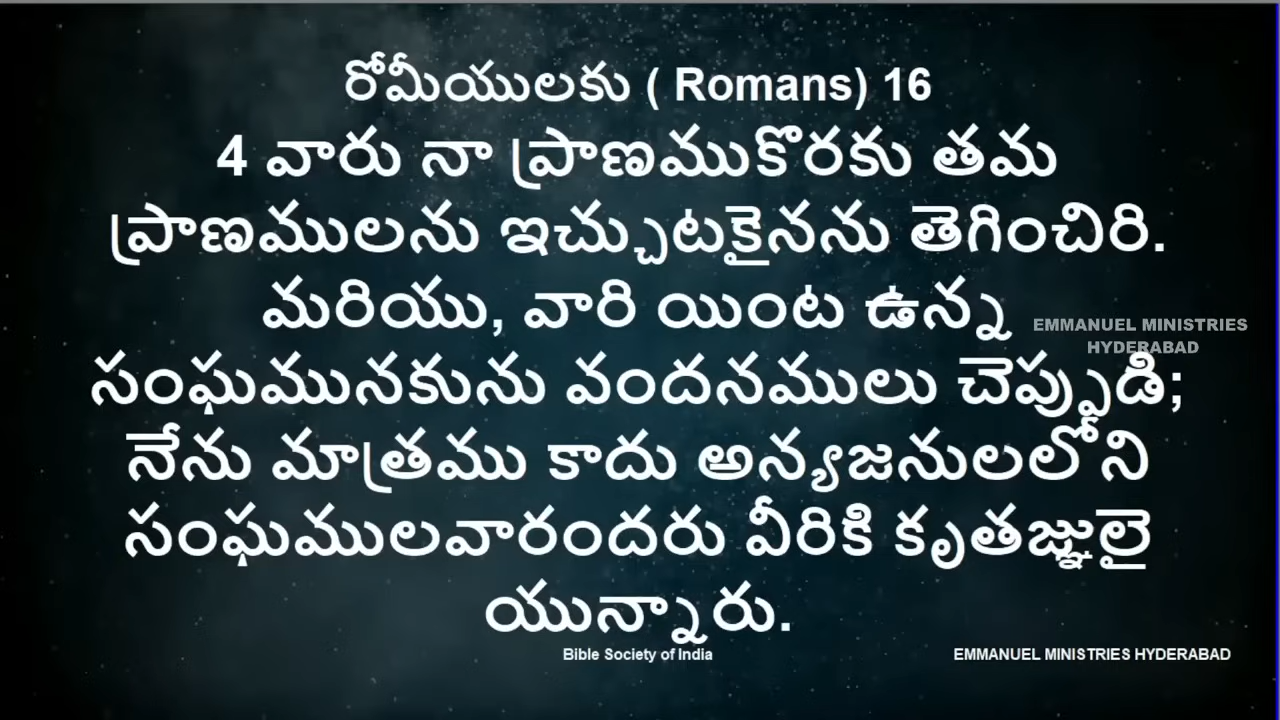 రోమీయులకు ( Romans) 16
4 వారు నా ప్రాణముకొరకు తమ
ప్రాణములను ఇచ్చుటకైనను తెగించిరి.
మరియు, వారి యింట ఉన్న
EMMANUEL MINISTRIES
HYDERABAD
సంఘమునకును వందనములు చెప్పుడి;
నేను మాత్రము కాదు అన్యజనులలోని
సంఘములవారందరు వీరికి కృతజ్ఞులై
యున్నారు.
Bible Society of India
EMMANUEL MINISTRIES HYDERABAD